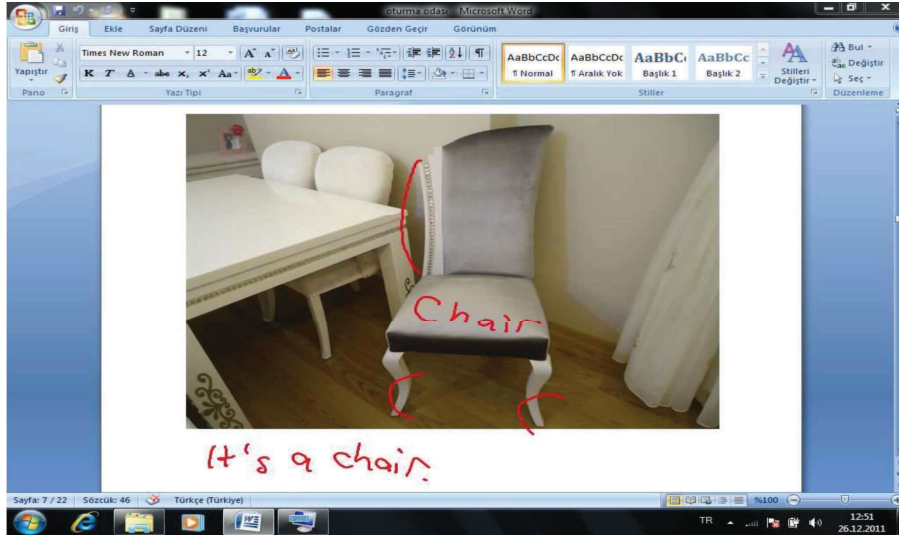 oturma odası - Microsoft Word
Giriş Ekle Sayfa Düzeni Başvurular Postalar Gözden Geçir Görünüm
Times New Roman 12
Yapıştır
AaBbCcDc AaBbCcDc AaBbC AaBbCc
¶ Normal ¶ Aralık Yok Başlık 1 Başlık 2
Stilleri Değiştir
Bul
Değiştir
Seç
Pano Yazı Tipi Paragraf Stiller Düzenleme
Chair
It's a chair.
Sayfa: 7 / 22 Sözcük: 46 Türkçe (Türkiye) %100
TR 12:51
26.12.2011